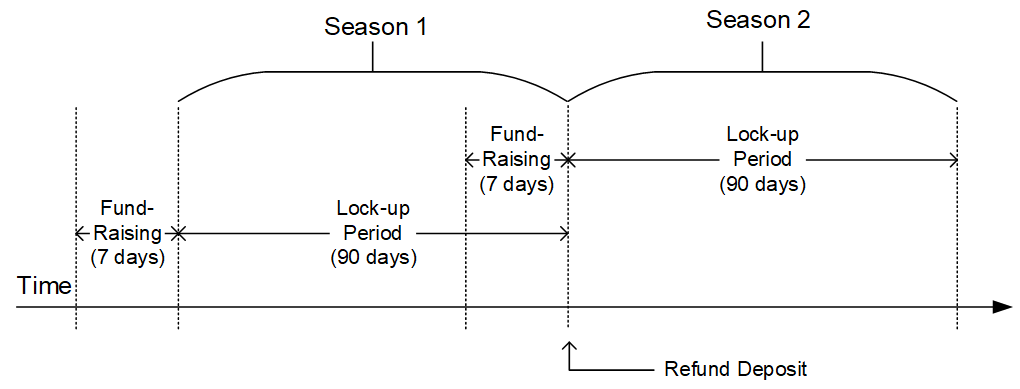 Season 1
Season 2
Fund-
Raising
(7 days)
Lock-up
Period
(90 days)
Fund-
Raising
(7 days)
Lock-up
Period
(90 days)
Time
Refund Deposit